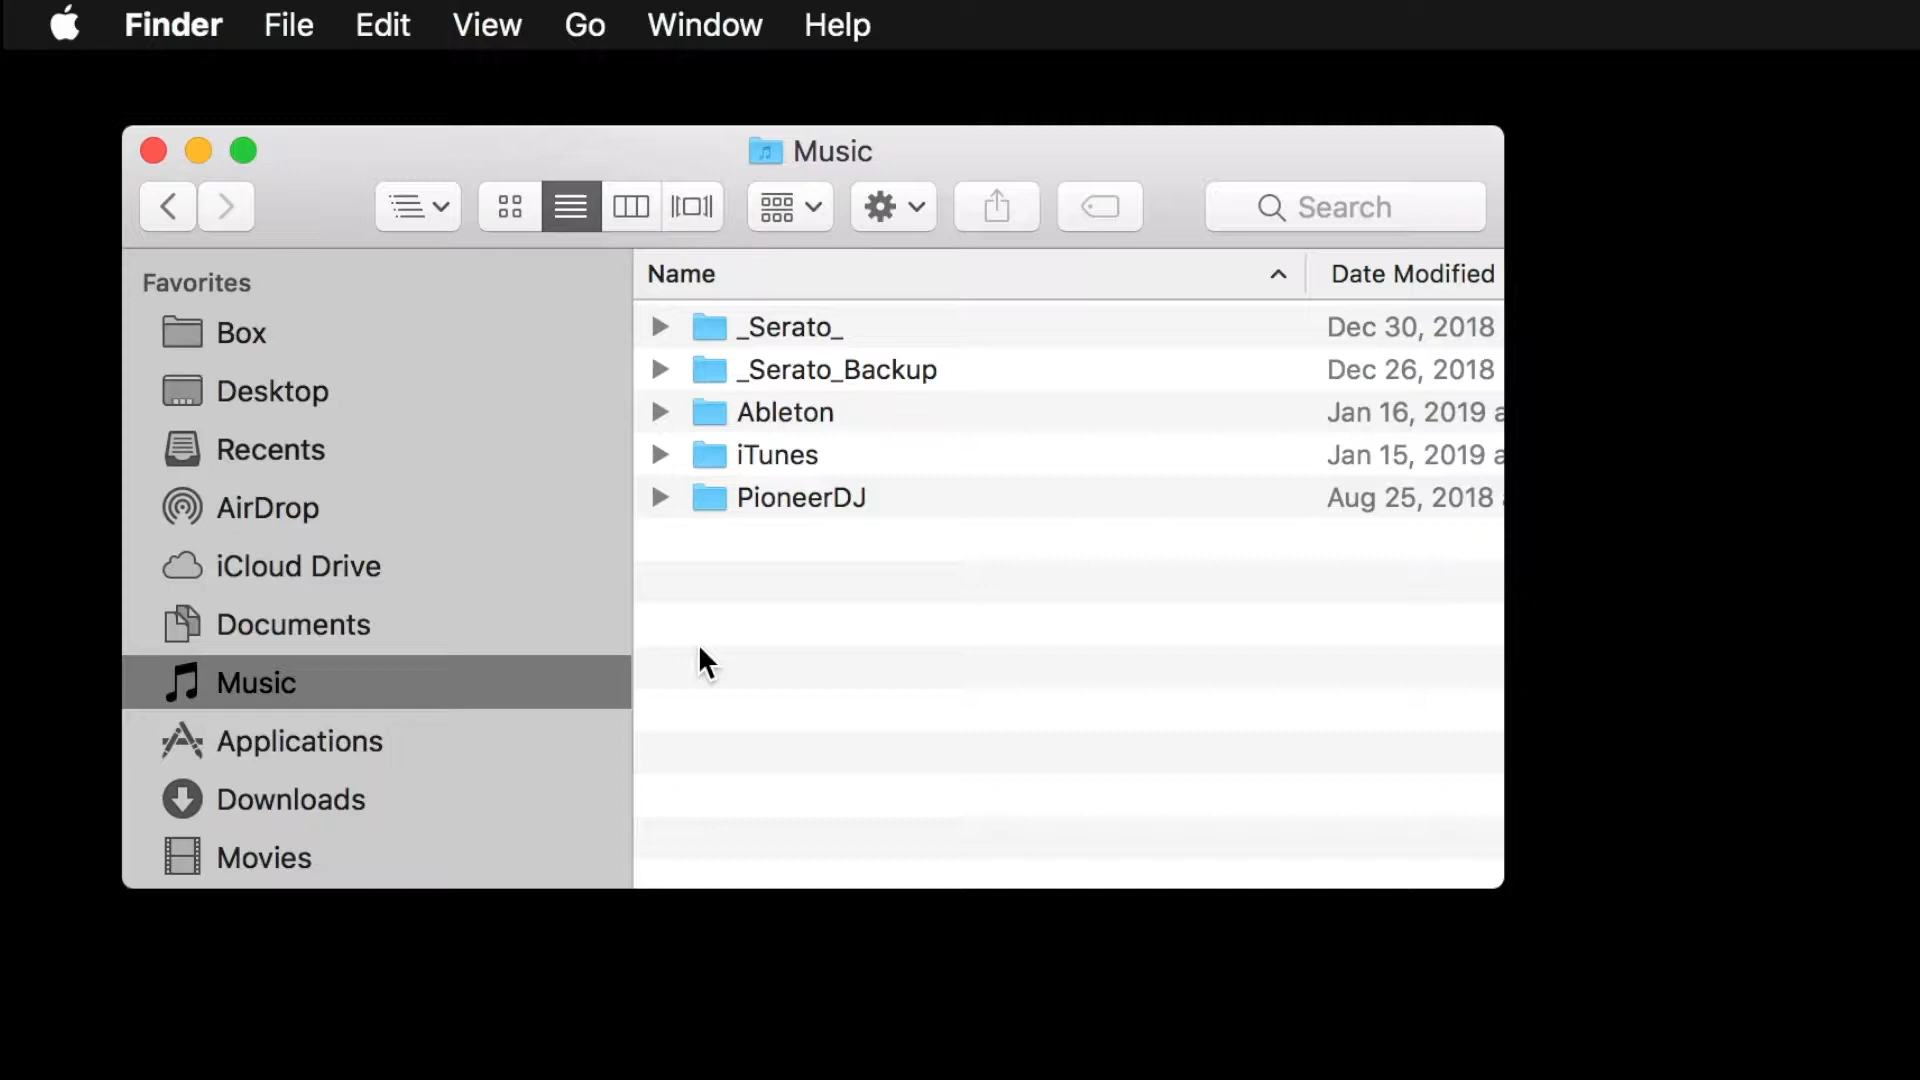 Finder File Edit View Go Window Help
Music
Search
Favorites
Box
Desktop
Recents
AirDrop
iCloud Drive
Documents
Music
Applications
Downloads
Movies
Name Date Modified
_Serato_ Dec 30, 2018
_Serato_Backup Dec 26, 2018
Ableton Jan 16, 2019 a
iTunes Jan 15, 2019 a
PioneerDJ Aug 25, 2018